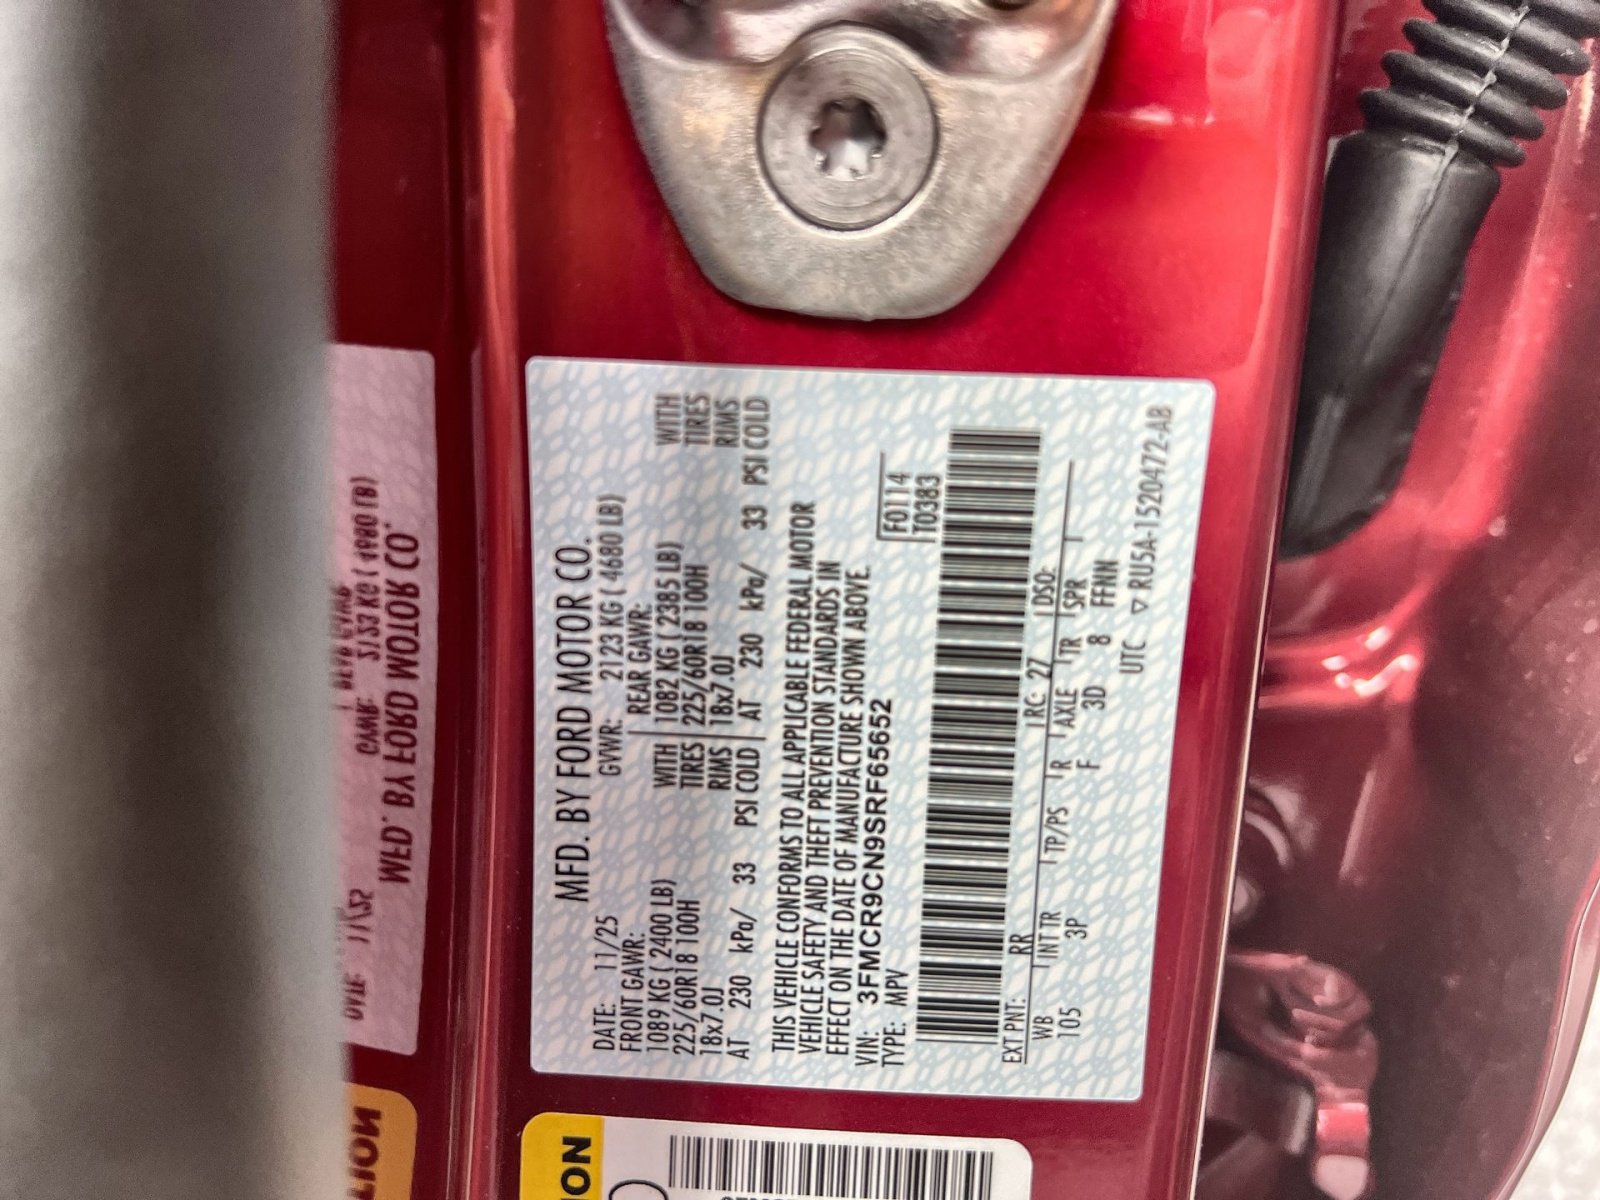 MFD. BY FORD MOTOR CO.
DATE: 11/25 GVWR: 2123 KG ( 4680 LB)
FRONT GAWR: REAR GAWR:
1089 KG ( 2400 LB) WITH 1082 KG ( 2385 LB) WITH
225/60R18 100H TIRES 225/60R18 100H TIRES
18x7.0J RIMS 18x7.0J RIMS
AT 230 kPa/ 33 PSI COLD AT 230 kPa/ 33 PSI COLD
THIS VEHICLE CONFORMS TO ALL APPLICABLE FEDERAL MOTOR
VEHICLE SAFETY AND THEFT PREVENTION STANDARDS IN
EFFECT ON THE DATE OF MANUFACTURE SHOWN ABOVE.
VIN: 3FMCR9CN9SRF65652 F0114
TYPE: MPV T0383
EXT PNT: RR RC: 27 DSO:
WB INT TR TP/PS R AXLE TR SPR
105 3P F 3D 8 FFNN
UTC ▽ RU5A-1520472-AB